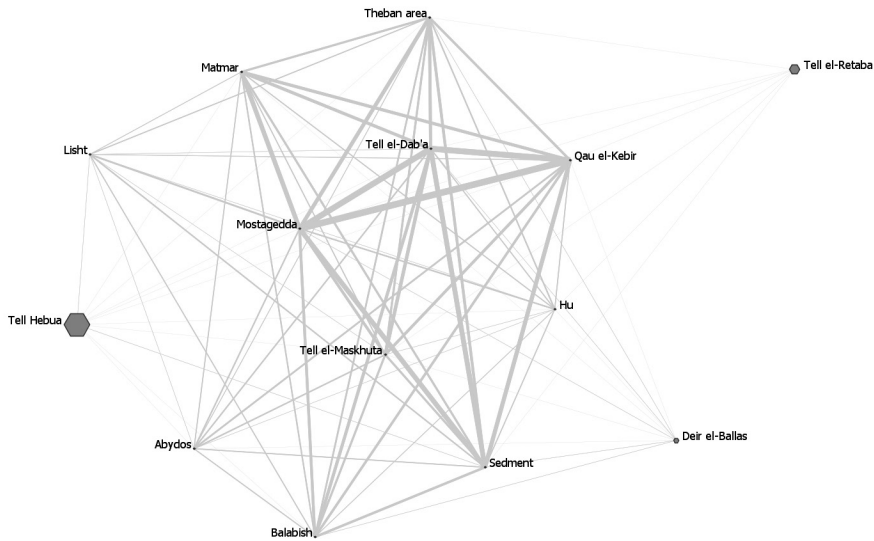 Theban area
Matmar
Tell el-Retaba
Tell el-Dab'a
Lisht
Qau el-Kebir
Mostagedda
Hu
Tell Hebua
Tell el-Maskhuta
Deir el-Ballas
Abydos
Sedment
Balabish